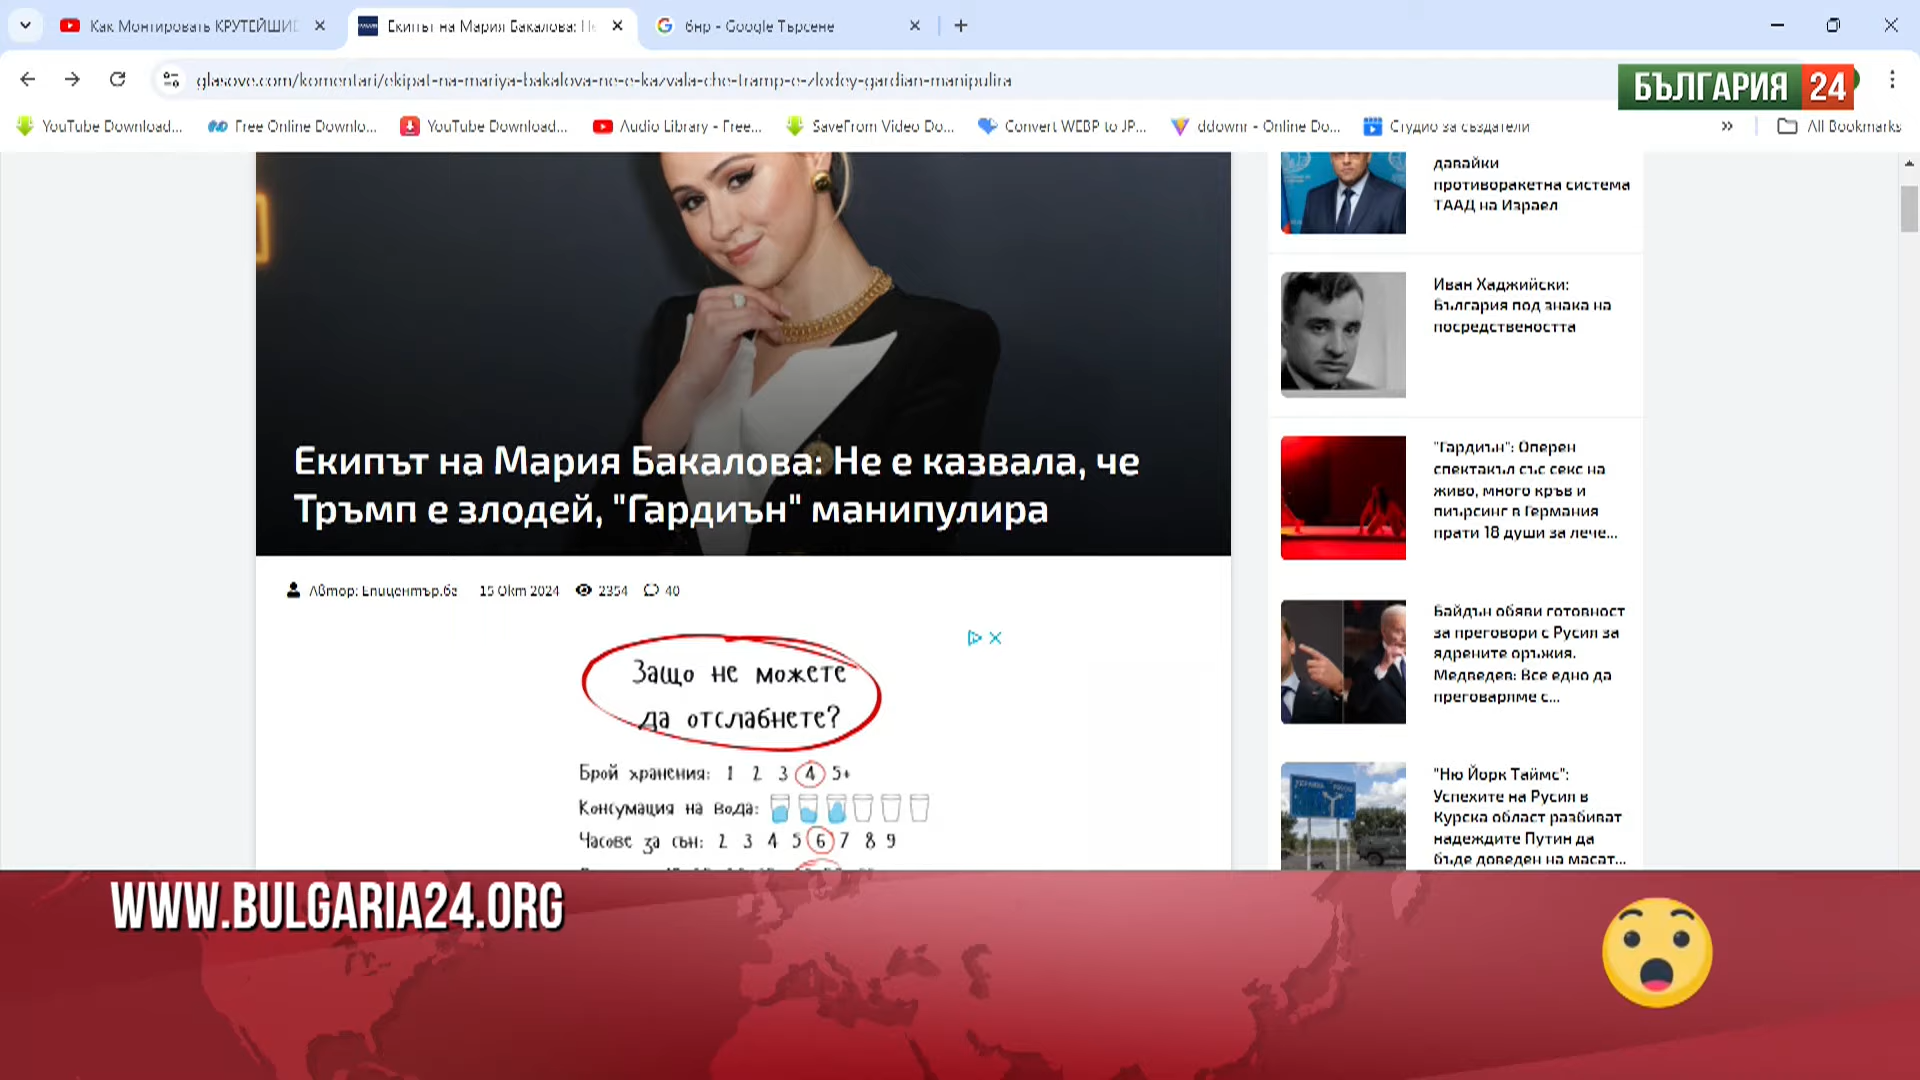 Как Монтировать КРУТЕЙШИЕ
Екипът на Мария Бакалова: Не
бнр - Google Търсене
glasove.com/komentari/ekipat-na-mariya-bakalova-ne-e-kazvala-che-tramp-e-zlodey-gardian-manipulira
БЪЛГАРИЯ 24
YouTube Download...
Free Online Downlo...
YouTube Download...
Audio Library - Free...
SaveFrom Video Do...
Convert WEBP to JP...
ddownr - Online Do...
Студио за създатели
All Bookmarks
Екипът на Мария Бакалова: Не е казвала, че
Тръмп е злодей, "Гардиън" манипулира
Автор: Епицентър.бг 15 Окт 2024 2354 40
Защо не можете
да отслабнете?
Брой хранения: 1 2 3 4 5+
Консумация на вода:
Часове за сън: 2 3 4 5 6 7 8 9
давайки
противоракетна система
ТААД на Израел
Иван Хаджийски:
България под знака на
посредствеността
"Гардиън": Оперен
спектакъл със секс на
живо, много кръв и
пиърсинг в Германия
прати 18 души за лече...
Байдън обяви готовност
за преговори с Русия за
ядрените оръжия.
Медведев: Все едно да
преговаряме с...
"Ню Йорк Таймс":
Успехите на Русия в
Курска област разбиват
надеждите Путин да
бъде доведен на масат...
WWW.BULGARIA24.ORG